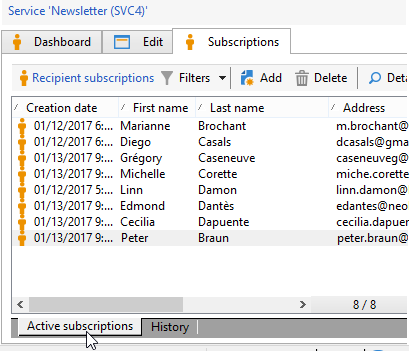 Service 'Newsletter (SVC4)'
Dashboard Edit Subscriptions
Recipient subscriptions Filters Add Delete Deta
Creation date First name Last name Address
01/12/2017 6:... Marianne Brochant m.brochant@
01/12/2017 6:... Diego Casals dcasals@gma
01/13/2017 9:... Grégory Caseneuve caseneuveg@
01/13/2017 9:... Michelle Corette miche.corette
01/12/2017 5:... Linn Damon linn.damon@
01/13/2017 9:... Edmond Dantès edantes@neo
01/13/2017 9:... Cecilia Dapuente cecilia.dapuer
01/13/2017 9:... Peter Braun peter.braun@
8 / 8
Active subscriptions History